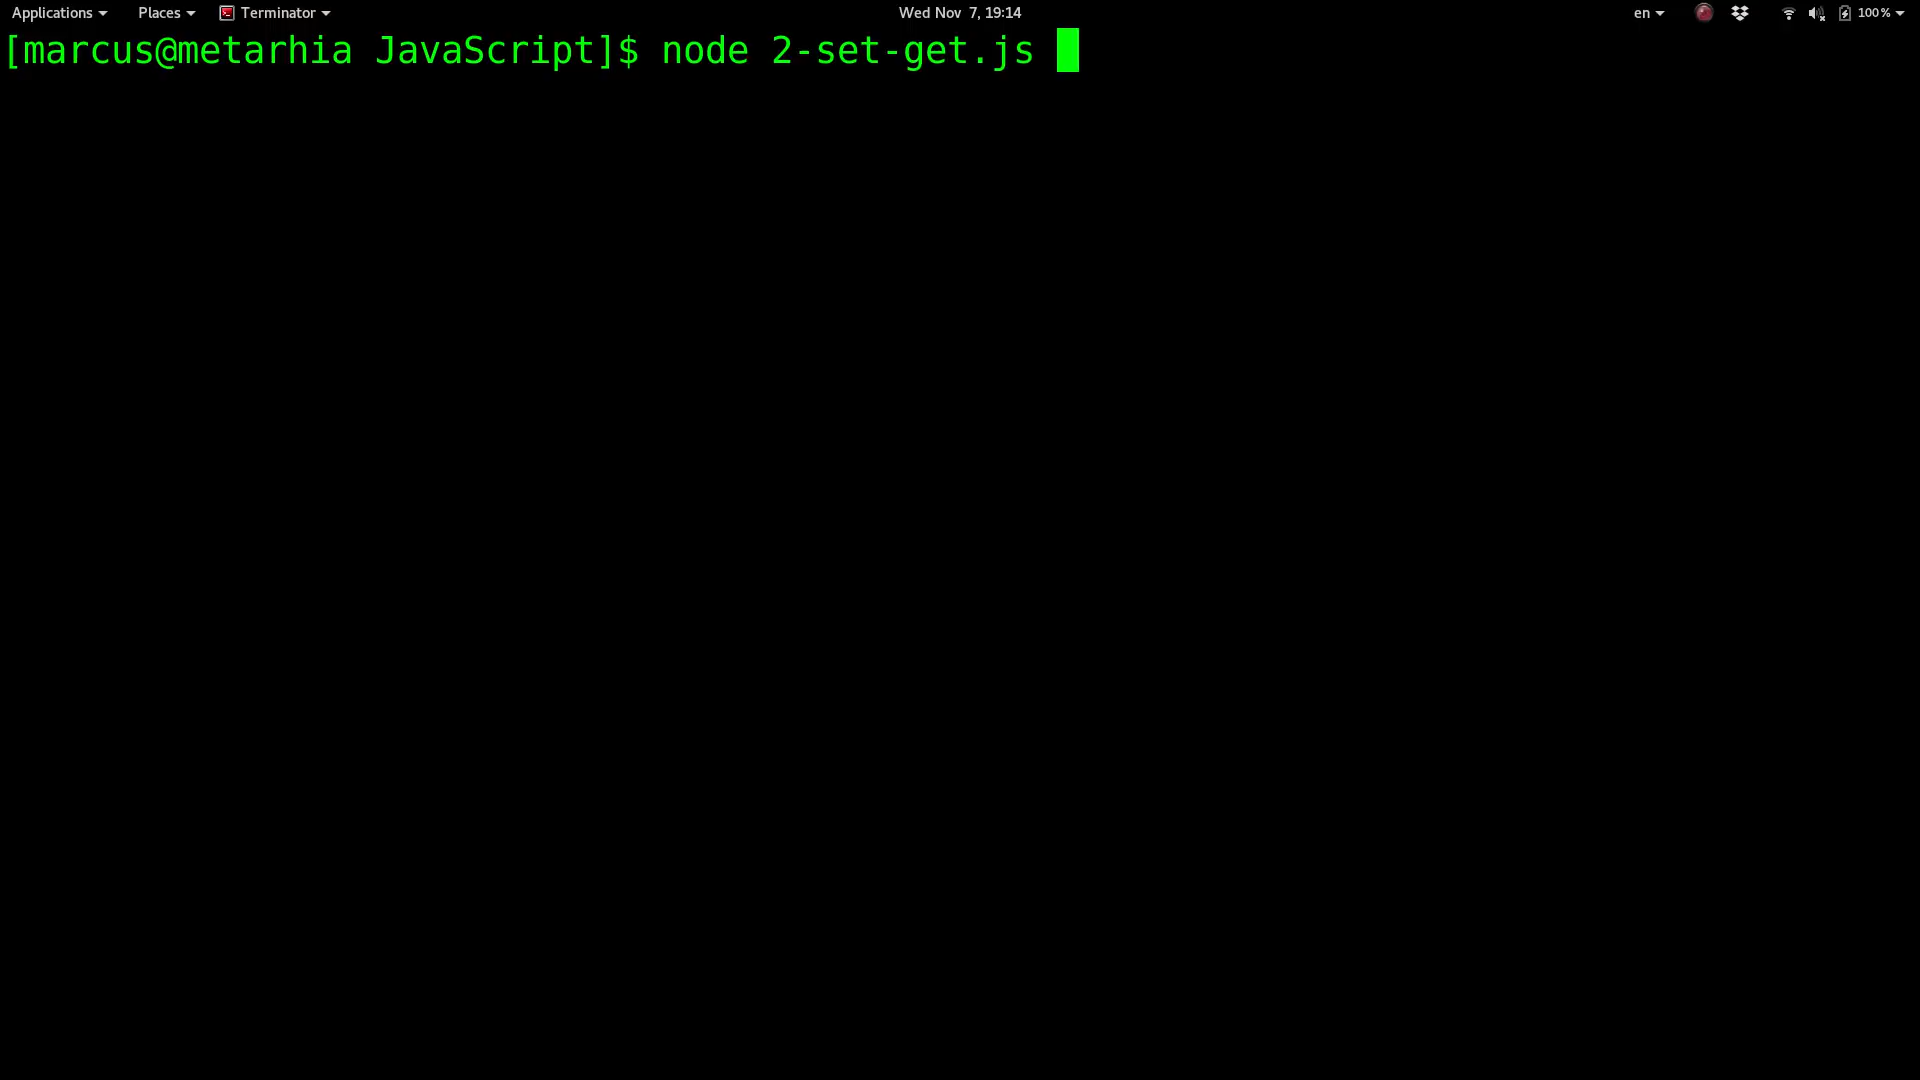 Applications Places Terminator Wed Nov 7, 19:14 en 100%
[marcus@metarhia JavaScript]$ node 2-set-get.js